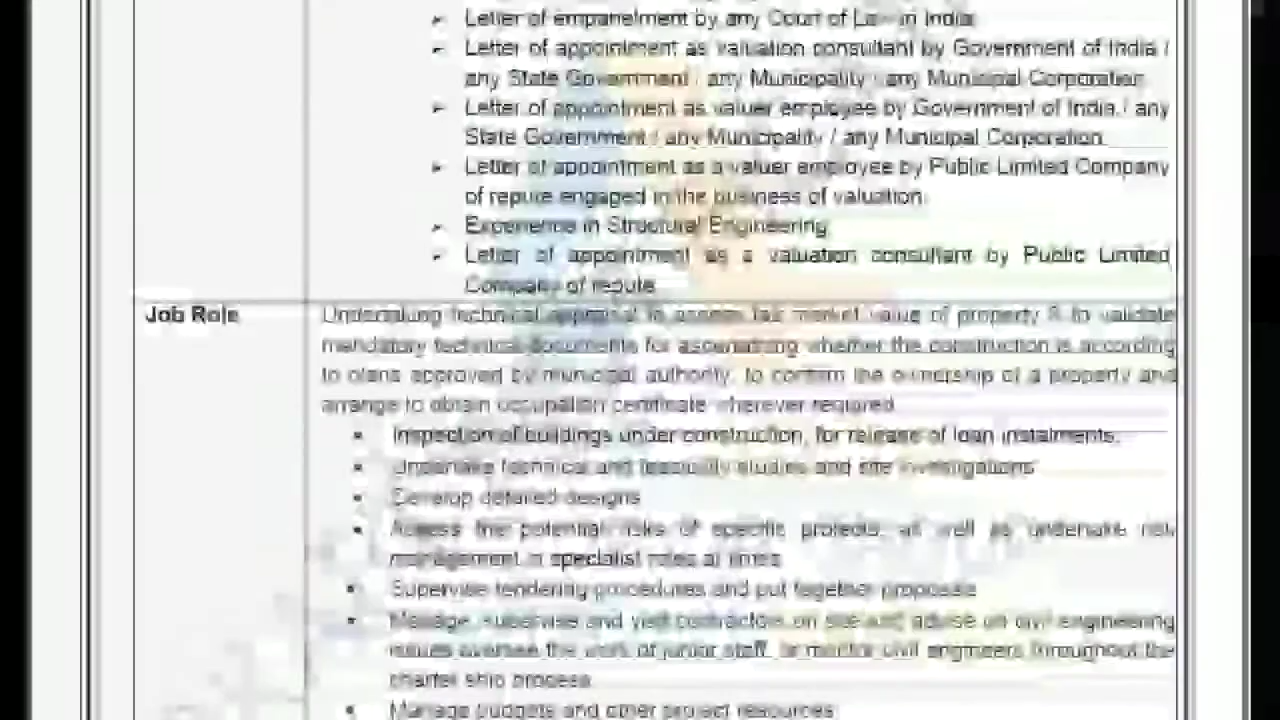 ➢ Letter of empanelment by any Court of Law in India
➢ Letter of appointment as valuation consultant by Government of India /
any State Government / any Municipality / any Municipal Corporation
➢ Letter of appointment as valuer employee by Government of India / any
State Government / any Municipality / any Municipal Corporation.
➢ Letter of appointment as a valuer employee by Public Limited Company
of repute engaged in the business of valuation.
➢ Experience in Structural Engineering
➢ Letter of appointment as a valuation consultant by Public Limited
Company of repute
Job Role
Undertaking technical appraisal to assess fair market value of property & to validate
mandatory technical documents for ascertaining whether the construction is according
to plans approved by municipal authority, to confirm the ownership of a property and
arrange to obtain occupation certificate wherever required
• Inspection of buildings under construction, for release of loan instalments.
• Undertake technical and feasibility studies and site investigations
• Develop detailed designs
• Assess the potential risks of specific projects, as well as undertake risk
management in specialist roles at times
• Supervise tendering procedures and put together proposals
• Manage, supervise and visit contractors on site and advise on civil engineering
issues oversee the work of junior staff, or mentor civil engineers throughout the
charter ship process
• Manage budgets and other project resources